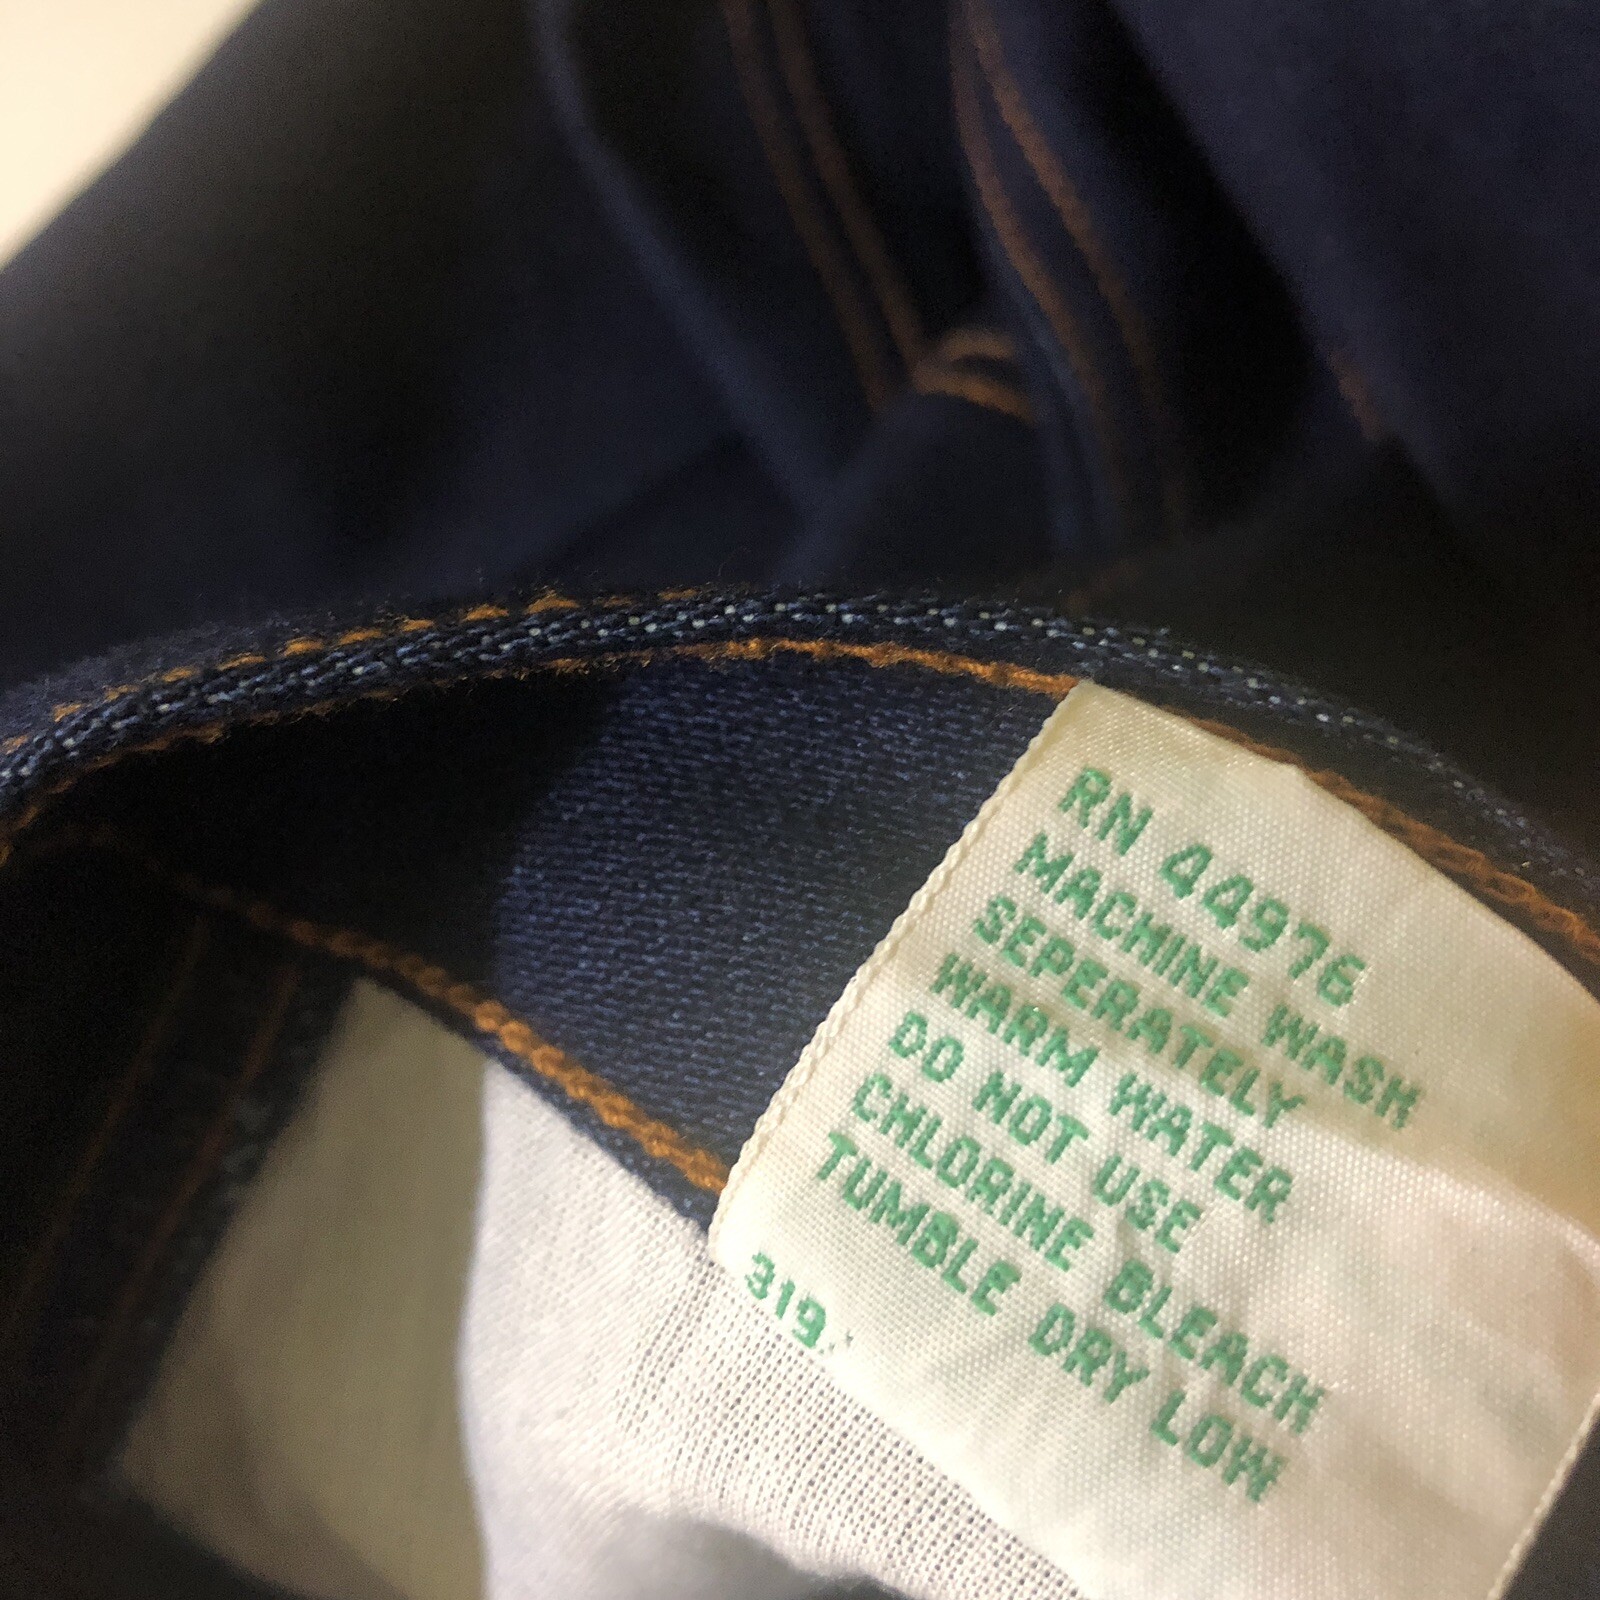 RN 44976
MACHINE WASH
SEPERATELY
WARM WATER
DO NOT USE
CHLORINE BLEACH
TUMBLE DRY LOW
319